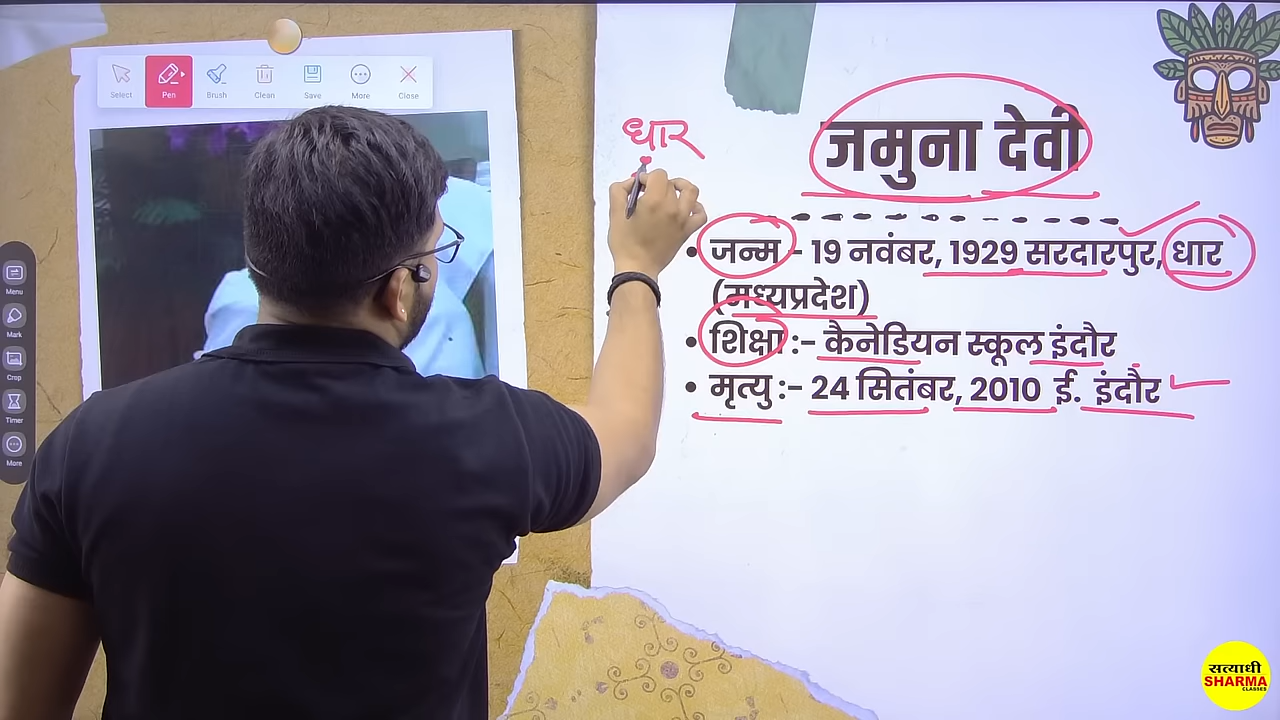 Select Pen Brush Clean Save More Close
धार
जमुना देवी
Menu
Mark
Crop
Timer
More
• जन्म - 19 नवंबर, 1929 सरदारपुर, धार
(मध्यप्रदेश)
• शिक्षा :- कैनेडियन स्कूल इंदौर
• मृत्यु :- 24 सितंबर, 2010 ई. इंदौर
सत्याधी
SHARMA
CLASSES